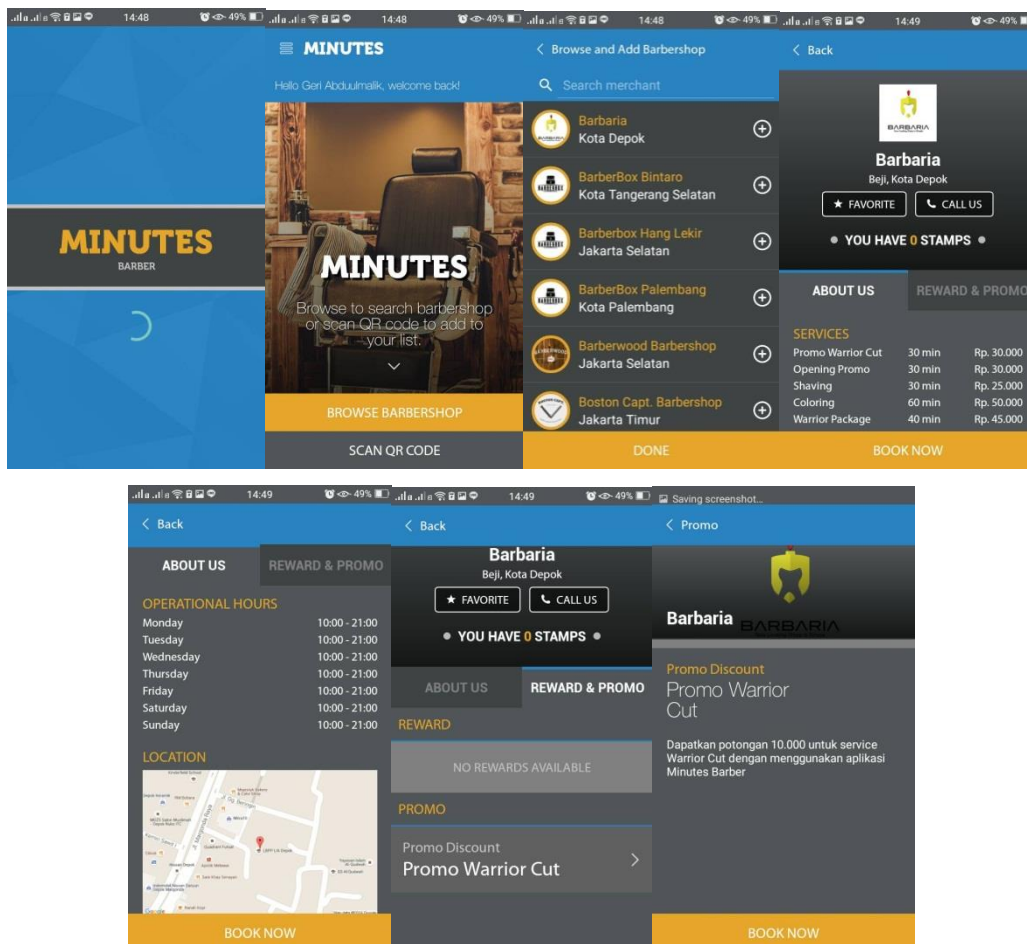 14:48
49%
MINUTES
BARBER
14:48
49%
MINUTES
Hello Geri Abduulmalik, welcome back!
MINUTES
Browse to search barbershop
or scan QR code to add to
your list.
BROWSE BARBERSHOP
SCAN QR CODE
14:48
49%
Browse and Add Barbershop
Search merchant
Barbaria
Kota Depok
BarberBox Bintaro
Kota Tangerang Selatan
Barberbox Hang Lekir
Jakarta Selatan
BarberBox Palembang
Kota Palembang
Barberwood Barbershop
Jakarta Selatan
Boston Capt. Barbershop
Jakarta Timur
DONE
14:49
49%
Back
BARBARIA
Barbaria
Beji, Kota Depok
FAVORITE
CALL US
YOU HAVE 0 STAMPS
ABOUT US
REWARD & PROMO
SERVICES
Promo Warrior Cut 30 min Rp. 30.000
Opening Promo 30 min Rp. 30.000
Shaving 30 min Rp. 25.000
Coloring 60 min Rp. 50.000
Warrior Package 40 min Rp. 45.000
BOOK NOW
14:49
49%
Back
ABOUT US
REWARD & PROMO
OPERATIONAL HOURS
Monday 10:00 - 21:00
Tuesday 10:00 - 21:00
Wednesday 10:00 - 21:00
Thursday 10:00 - 21:00
Friday 10:00 - 21:00
Saturday 10:00 - 21:00
Sunday 10:00 - 21:00
LOCATION
BOOK NOW
14:49
49%
Back
Barbaria
Beji, Kota Depok
FAVORITE
CALL US
YOU HAVE 0 STAMPS
ABOUT US
REWARD & PROMO
REWARD
NO REWARDS AVAILABLE
PROMO
Promo Discount
Promo Warrior Cut
Saving screenshot...
Promo
Barbaria
BARBARIA
Promo Discount
Promo Warrior
Cut
Dapatkan potongan 10.000 untuk service
Warrior Cut dengan menggunakan aplikasi
Minutes Barber
BOOK NOW